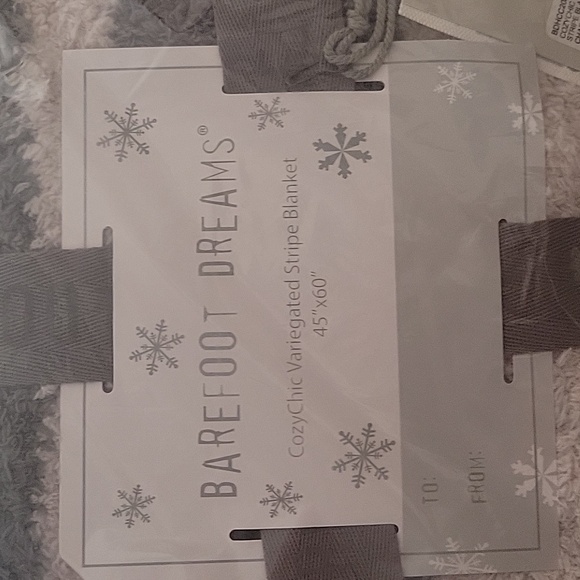 BAREFOOT DREAMS®
CozyChic Variegated Stripe Blanket
45”x60”
TO:
FROM: